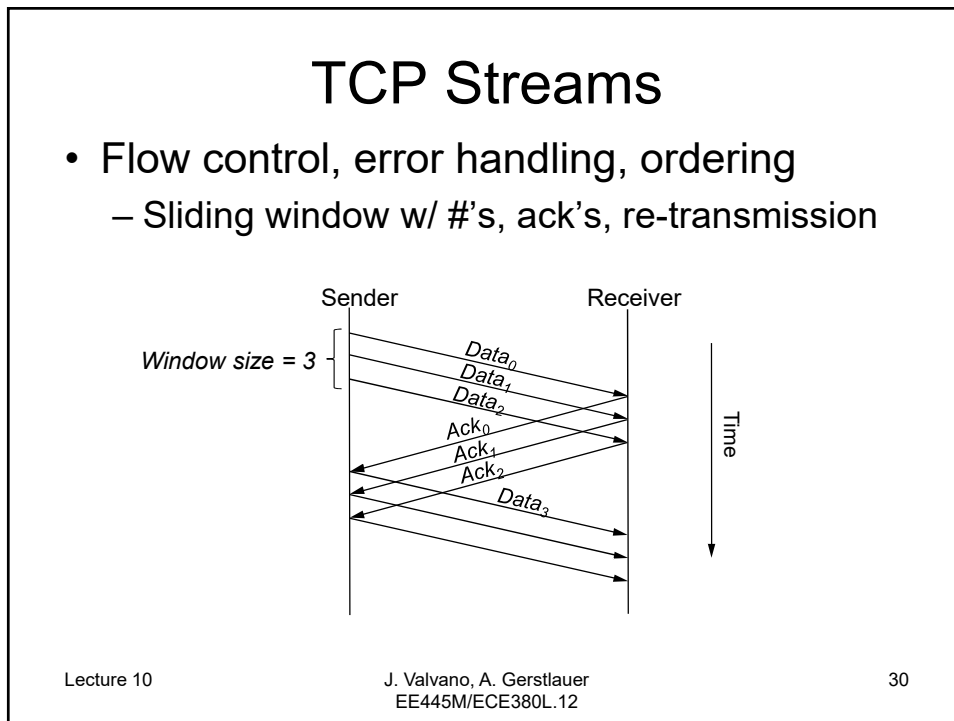 TCP Streams
• Flow control, error handling, ordering
– Sliding window w/ #'s, ack's, re-transmission
Sender
Receiver
Window size = 3
Data0
Data1
Data2
Ack0
Ack1
Ack2
Data3
Time
Lecture 10
J. Valvano, A. Gerstlauer
EE445M/ECE380L.12
30